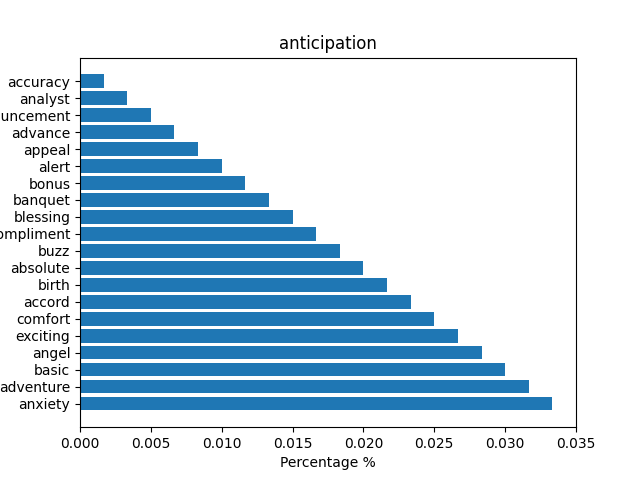 anticipation
accuracy
analyst
uncement
advance
appeal
alert
bonus
banquet
blessing
ompliment
buzz
absolute
birth
accord
comfort
exciting
angel
basic
adventure
anxiety
0.000 0.005 0.010 0.015 0.020 0.025 0.030 0.035
Percentage %